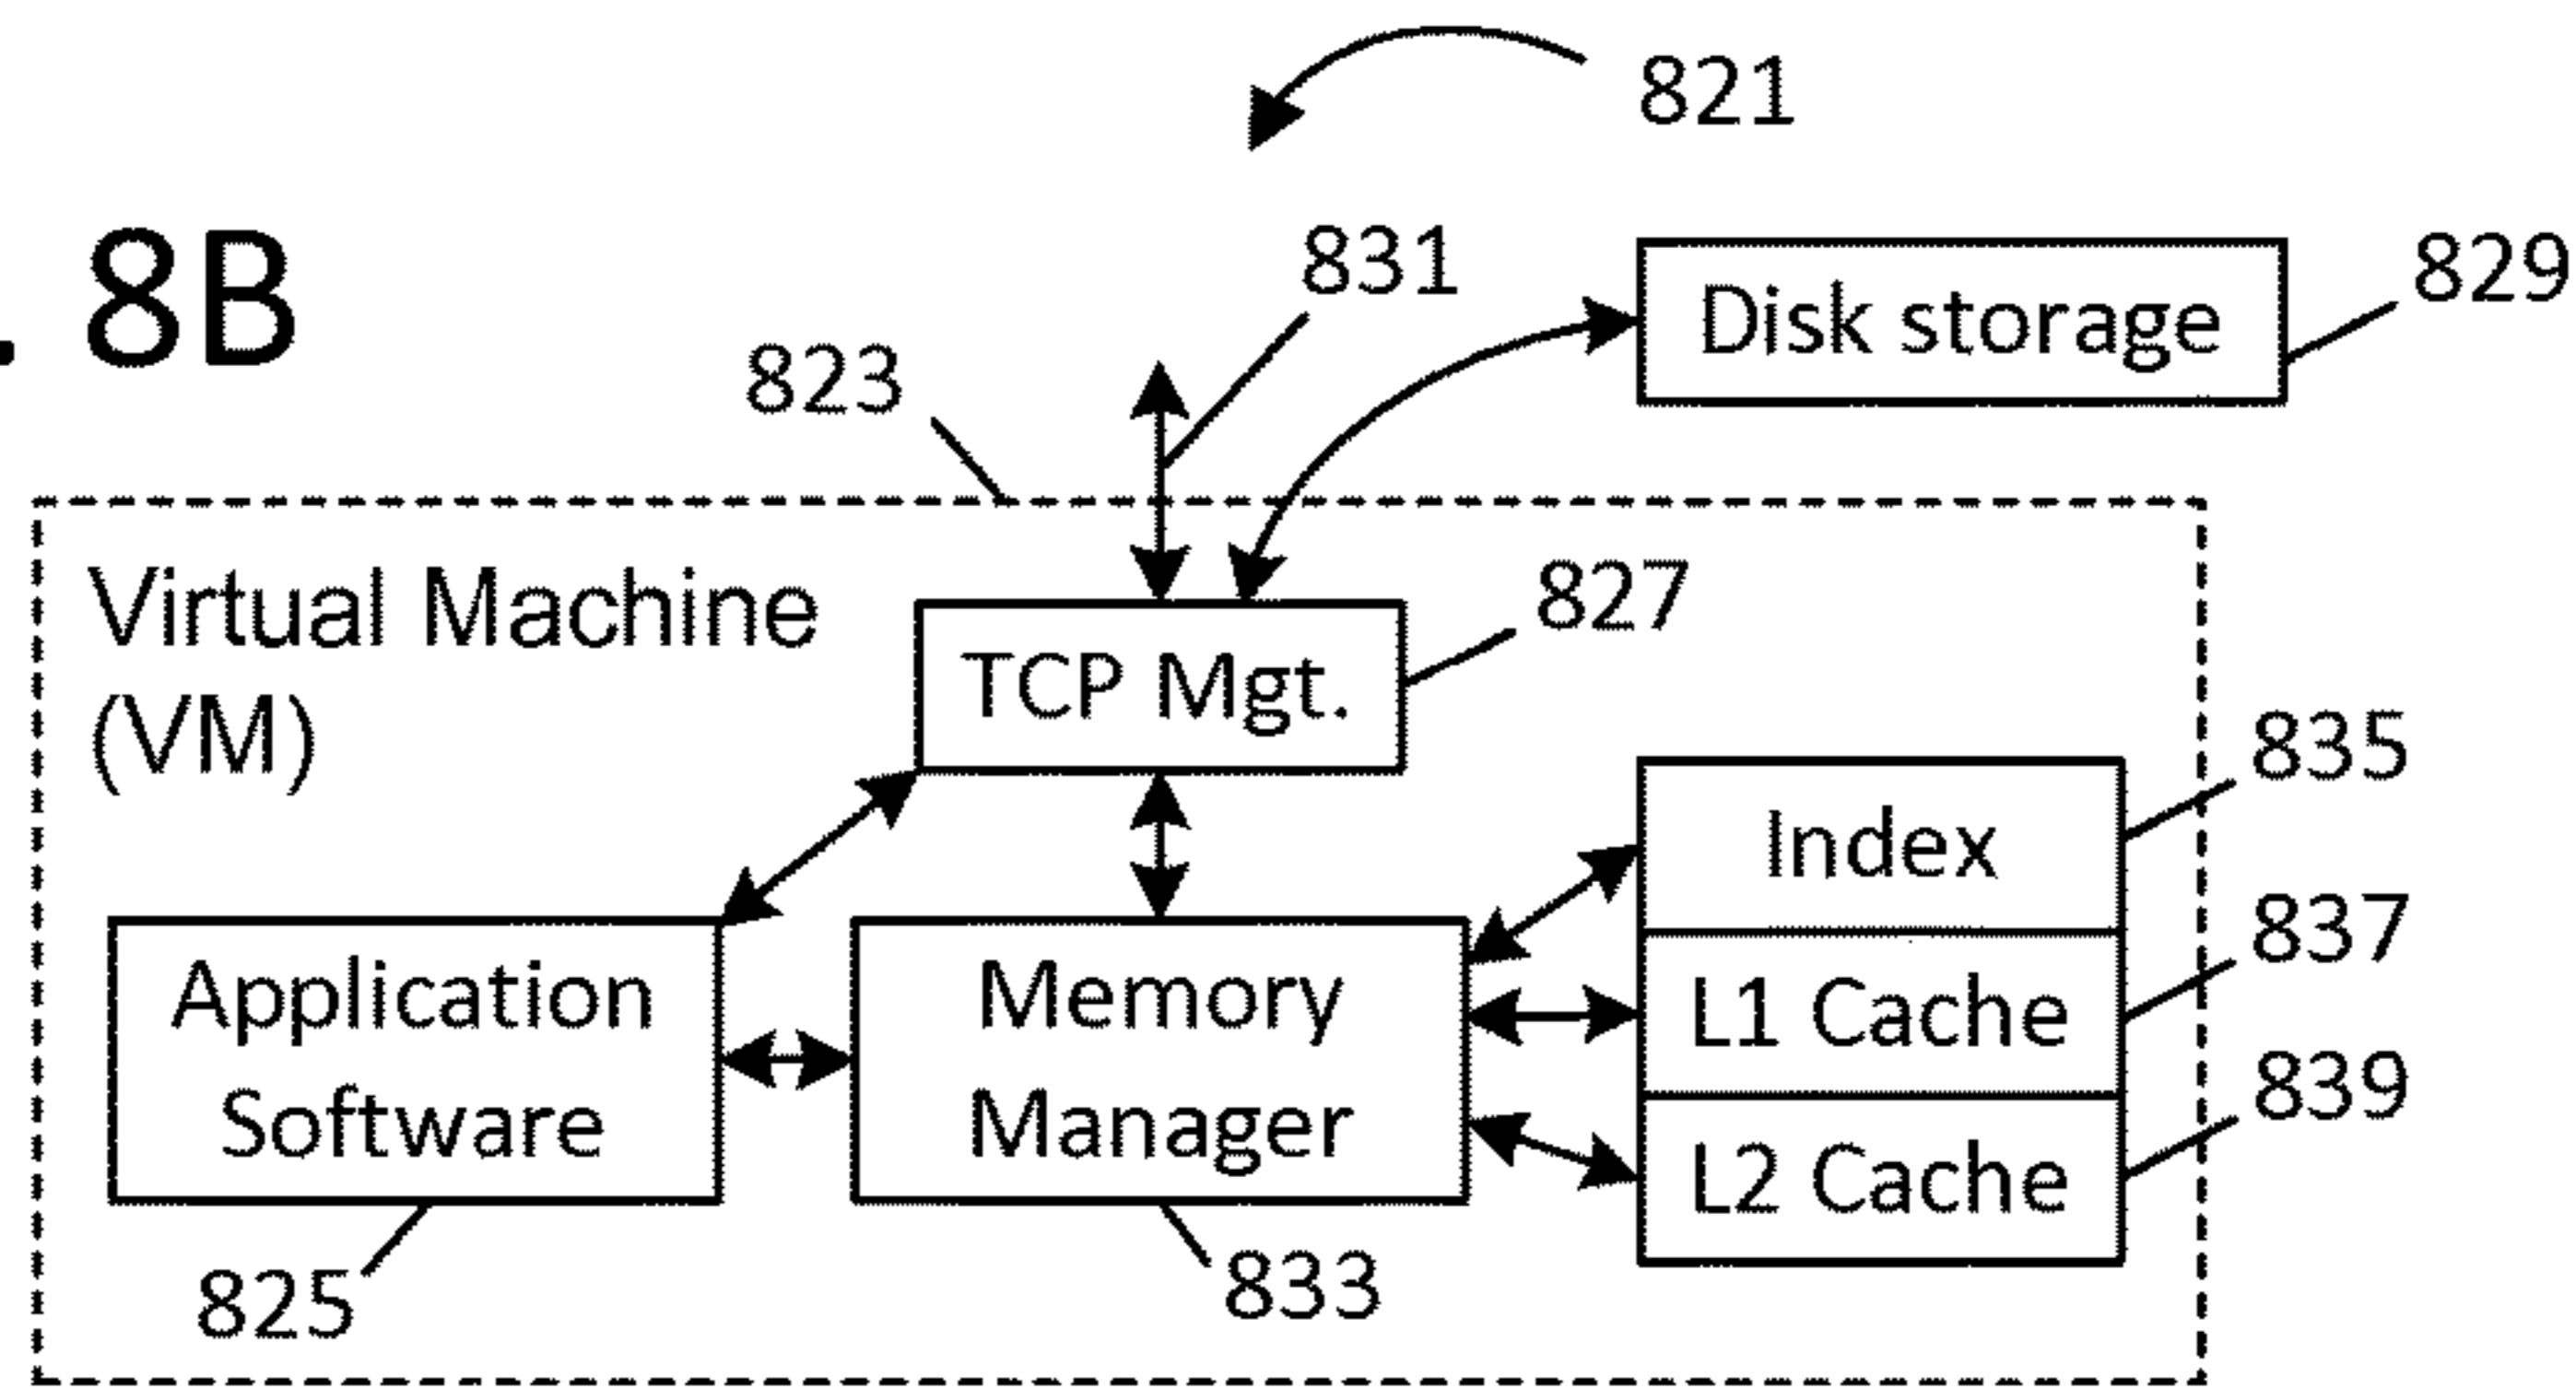 821
. 8B
831
829
Disk storage
823
Virtual Machine
(VM)
827
TCP Mgt.
835
Index
837
L1 Cache
839
L2 Cache
Application
Software
Memory
Manager
825
833